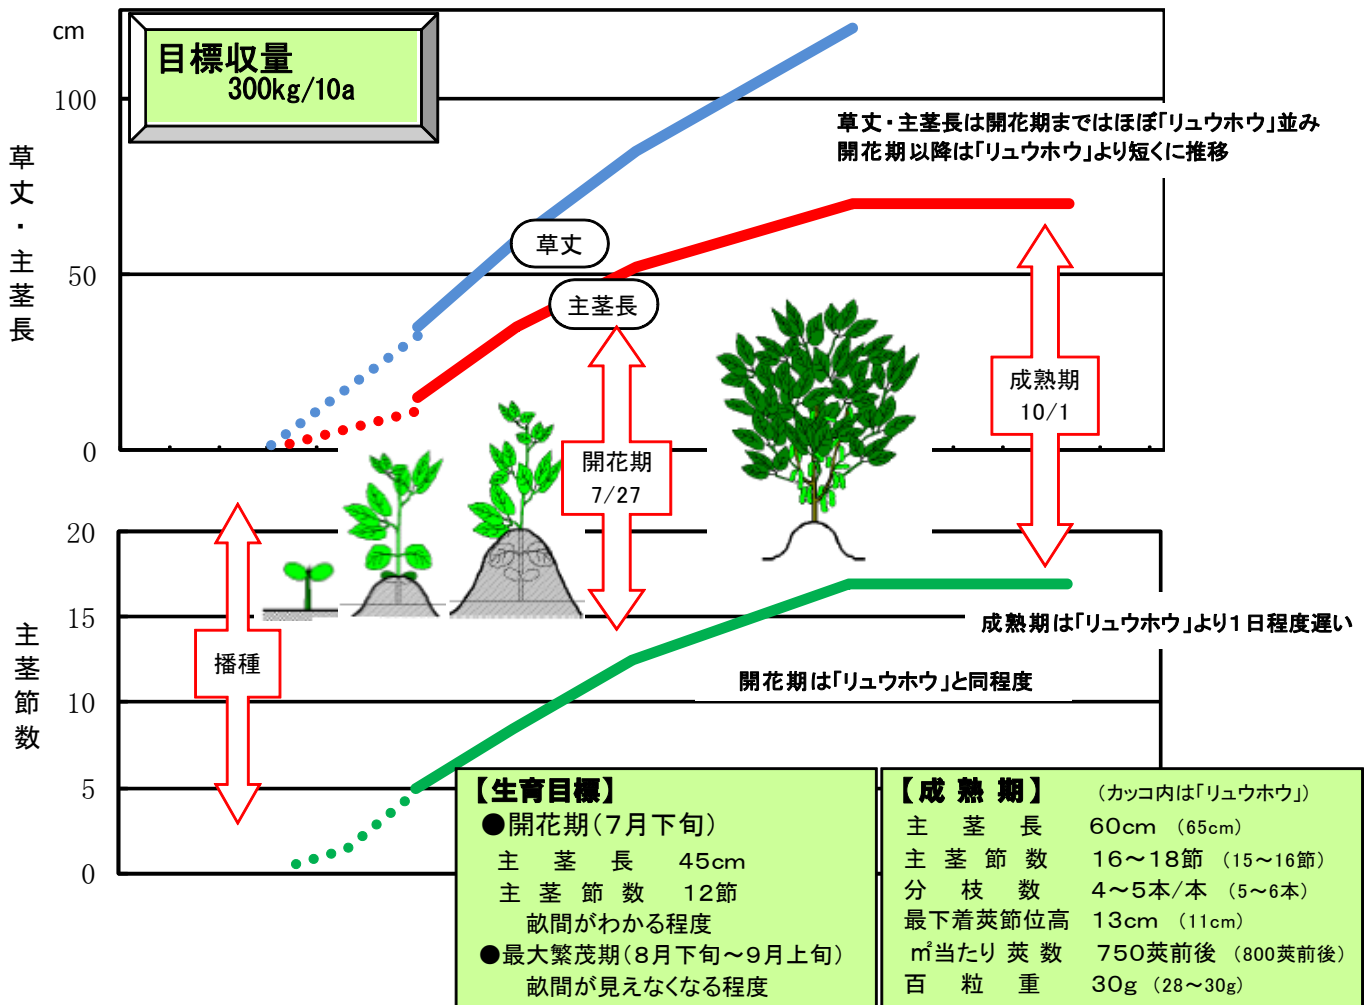 cm
目標収量
300kg/10a
100
草丈・主茎長は開花期まではほぼ「リュウホウ」並み
開花期以降は「リュウホウ」より短くに推移
草丈・主茎長
草丈
50
主茎長
成熟期
10/1
0
開花期
7/27
20
15
成熟期は「リュウホウ」より1日程度遅い
播種
主茎節数
開花期は「リュウホウ」と同程度
10
5
0
【生育目標】
●開花期(7月下旬)
主茎長 45cm
主茎節数 12節
畝間がわかる程度
●最大繁茂期(8月下旬～9月上旬)
畝間が見えなくなる程度
【成熟期】 (カッコ内は「リュウホウ」)
主茎長 60cm (65cm)
主茎節数 16～18節 (15～16節)
分枝数 4～5本/本 (5～6本)
最下着莢節位高 13cm (11cm)
㎡当たり莢数 750莢前後 (800莢前後)
百粒重 30g (28～30g)